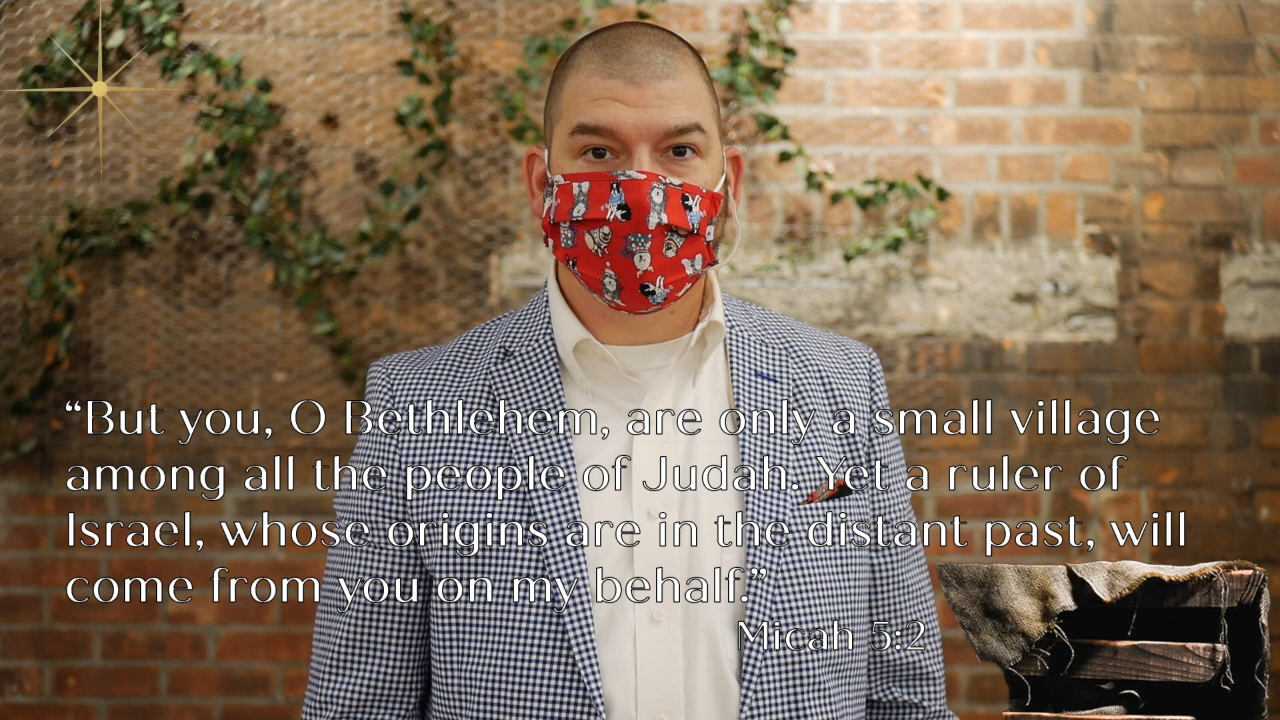 “But you, O Bethlehem, are only a small village
among all the people of Judah. Yet a ruler of
Israel, whose origins are in the distant past, will
come from you on my behalf.”
Micah 5:2